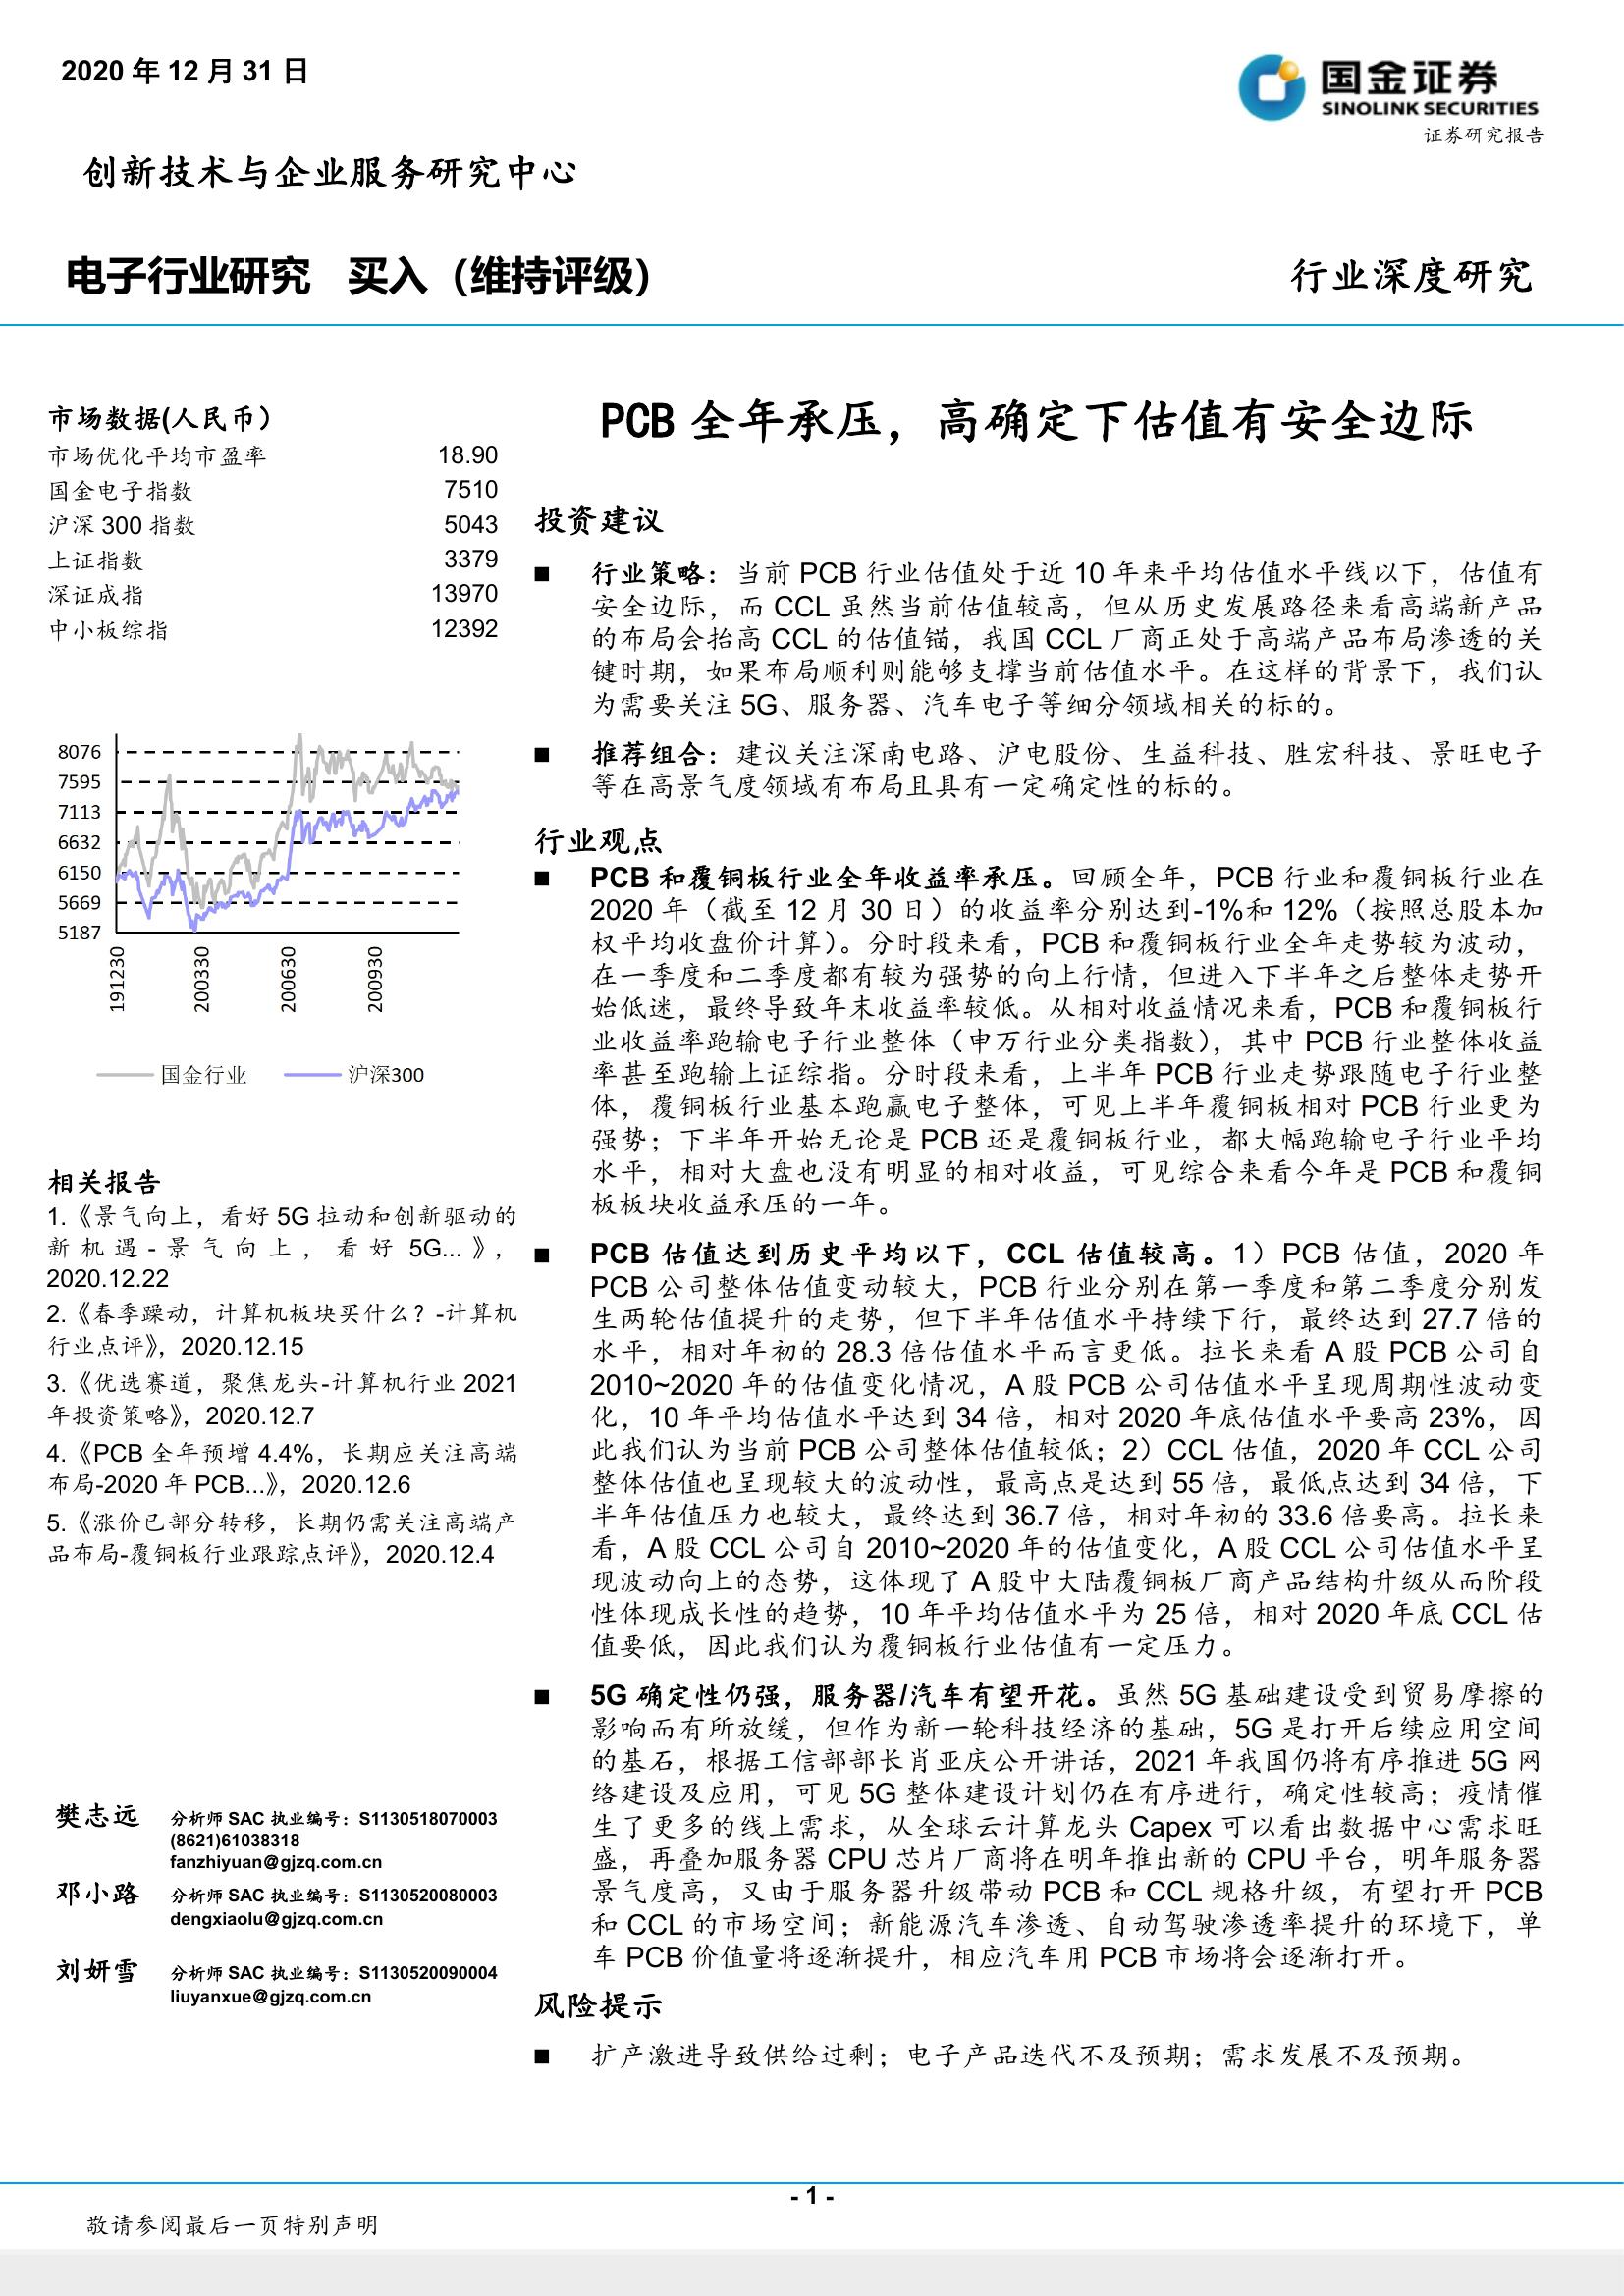 2020 年 12 月 31 日
国金证券
SINOLINK SECURITIES
证券研究报告
创新技术与企业服务研究中心
电子行业研究 买入（维持评级）
行业深度研究
市场数据(人民币）
市场优化平均市盈率 18.90
国金电子指数 7510
沪深 300 指数 5043
上证指数 3379
深证成指 13970
中小板综指 12392
8076
7595
7113
6632
6150
5669
5187
191230
200330
200630
200930
国金行业 沪深300
相关报告
1.《景气向上，看好 5G 拉动和创新驱动的
新机遇-景气向上，看好 5G...》，
2020.12.22
2.《春季躁动，计算机板块买什么？-计算机
行业点评》，2020.12.15
3.《优选赛道，聚焦龙头-计算机行业 2021
年投资策略》，2020.12.7
4.《PCB 全年预增 4.4%，长期应关注高端
布局-2020 年 PCB...》，2020.12.6
5.《涨价已部分转移，长期仍需关注高端产
品布局-覆铜板行业跟踪点评》，2020.12.4
樊志远 分析师 SAC 执业编号：S1130518070003
(8621)61038318
fanzhiyuan@gjzq.com.cn
邓小路 分析师 SAC 执业编号：S1130520080003
dengxiaolu@gjzq.com.cn
刘妍雪 分析师 SAC 执业编号：S1130520090004
liuyanxue@gjzq.com.cn
PCB 全年承压，高确定下估值有安全边际
投资建议
■ 行业策略：当前 PCB 行业估值处于近 10 年来平均估值水平线以下，估值有
安全边际，而 CCL 虽然当前估值较高，但从历史发展路径来看高端新产品
的布局会抬高 CCL 的估值锚，我国 CCL 厂商正处于高端产品布局渗透的关
键时期，如果布局顺利则能够支撑当前估值水平。在这样的背景下，我们认
为需要关注 5G、服务器、汽车电子等细分领域相关的标的。
■ 推荐组合：建议关注深南电路、沪电股份、生益科技、胜宏科技、景旺电子
等在高景气度领域有布局且具有一定确定性的标的。
行业观点
■ PCB 和覆铜板行业全年收益率承压。回顾全年，PCB 行业和覆铜板行业在
2020 年（截至 12 月 30 日）的收益率分别达到-1%和 12%（按照总股本加
权平均收盘价计算）。分时段来看，PCB 和覆铜板行业全年走势较为波动，
在一季度和二季度都有较为强势的向上行情，但进入下半年之后整体走势开
始低迷，最终导致年末收益率较低。从相对收益情况来看，PCB 和覆铜板行
业收益率跑输电子行业整体（申万行业分类指数），其中 PCB 行业整体收益
率甚至跑输上证综指。分时段来看，上半年 PCB 行业走势跟随电子行业整
体，覆铜板行业基本跑赢电子整体，可见上半年覆铜板相对 PCB 行业更为
强势；下半年开始无论是 PCB 还是覆铜板行业，都大幅跑输电子行业平均
水平，相对大盘也没有明显的相对收益，可见综合来看今年是 PCB 和覆铜
板板块收益承压的一年。
■ PCB 估值达到历史平均以下，CCL 估值较高。1）PCB 估值，2020 年
PCB 公司整体估值变动较大，PCB 行业分别在第一季度和第二季度分别发
生两轮估值提升的走势，但下半年估值水平持续下行，最终达到 27.7 倍的
水平，相对年初的 28.3 倍估值水平而言更低。拉长来看 A 股 PCB 公司自
2010~2020 年的估值变化情况，A 股 PCB 公司估值水平呈现周期性波动变
化，10 年平均估值水平达到 34 倍，相对 2020 年底估值水平要高 23%，因
此我们认为当前 PCB 公司整体估值较低；2）CCL 估值，2020 年 CCL 公司
整体估值也呈现较大的波动性，最高点是达到 55 倍，最低点达到 34 倍，下
半年估值压力也较大，最终达到 36.7 倍，相对年初的 33.6 倍要高。拉长来
看，A 股 CCL 公司自 2010~2020 年的估值变化，A 股 CCL 公司估值水平呈
现波动向上的态势，这体现了 A 股中大陆覆铜板厂商产品结构升级从而阶段
性体现成长性的趋势，10 年平均估值水平为 25 倍，相对 2020 年底 CCL 估
值要低，因此我们认为覆铜板行业估值有一定压力。
■ 5G 确定性仍强，服务器/汽车有望开花。虽然 5G 基础建设受到贸易摩擦的
影响而有所放缓，但作为新一轮科技经济的基础，5G 是打开后续应用空间
的基石，根据工信部部长肖亚庆公开讲话，2021 年我国仍将有序推进 5G 网
络建设及应用，可见 5G 整体建设计划仍在有序进行，确定性较高；疫情催
生了更多的线上需求，从全球云计算龙头 Capex 可以看出数据中心需求旺
盛，再叠加服务器 CPU 芯片厂商将在明年推出新的 CPU 平台，明年服务器
景气度高，又由于服务器升级带动 PCB 和 CCL 规格升级，有望打开 PCB
和 CCL 的市场空间；新能源汽车渗透、自动驾驶渗透率提升的环境下，单
车 PCB 价值量将逐渐提升，相应汽车用 PCB 市场将会逐渐打开。
风险提示
■ 扩产激进导致供给过剩；电子产品迭代不及预期；需求发展不及预期。
- 1 -
敬请参阅最后一页特别声明